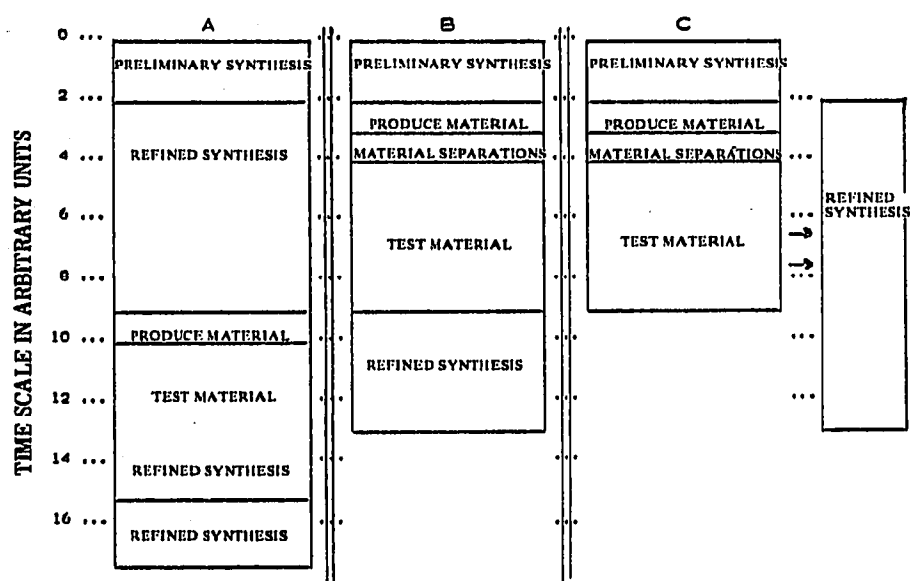 TIME SCALE IN ARBITRARY UNITS
0 ...
2 ...
4 ...
6 ...
8 ...
10 ...
12 ...
14 ...
16 ...
A
PRELIMINARY SYNTHESIS
REFINED SYNTHESIS
PRODUCE MATERIAL
TEST MATERIAL
REFINED SYNTHESIS
REFINED SYNTHESIS
B
PRELIMINARY SYNTHESIS
PRODUCE MATERIAL
MATERIAL SEPARATIONS
TEST MATERIAL
REFINED SYNTHESIS
C
PRELIMINARY SYNTHESIS
PRODUCE MATERIAL
MATERIAL SEPARATIONS
TEST MATERIAL
REFINED
SYNTHESIS